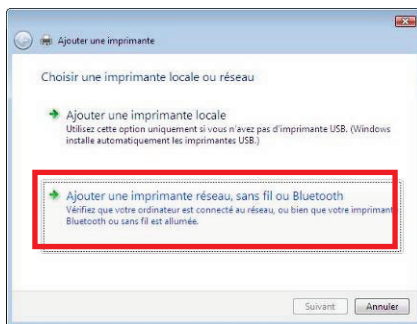 Ajouter une imprimante
Choisir une imprimante locale ou réseau
Ajouter une imprimante locale
Utilisez cette option uniquement si vous n'avez pas d'imprimante USB. (Windows
installe automatiquement les imprimantes USB.)
Ajouter une imprimante réseau, sans fil ou Bluetooth
Vérifiez que votre ordinateur est connecté au réseau, ou bien que votre imprimante
Bluetooth ou sans fil est allumée.
Suivant Annuler